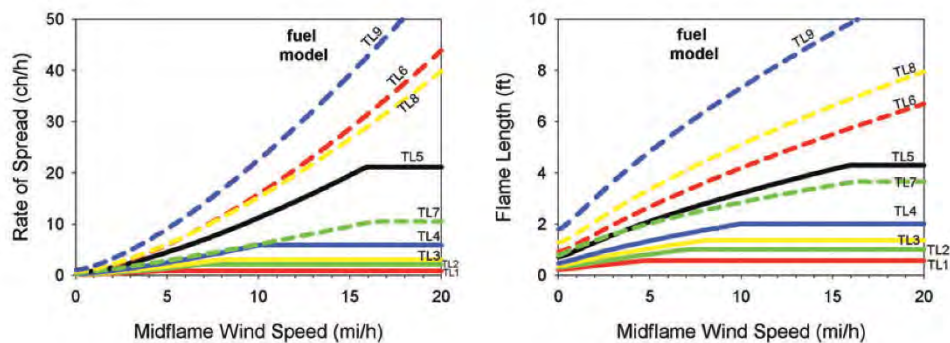 50
40
30
20
10
0
Rate of Spread (ch/h)
fuel
model
TL9
TL6
TL8
TL5
TL7
TL4
TL3
TL2
TL1
0 5 10 15 20
Midflame Wind Speed (mi/h)
10
8
6
4
2
0
Flame Length (ft)
fuel
model
TL9
TL8
TL6
TL5
TL7
TL4
TL3
TL2
TL1
0 5 10 15 20
Midflame Wind Speed (mi/h)